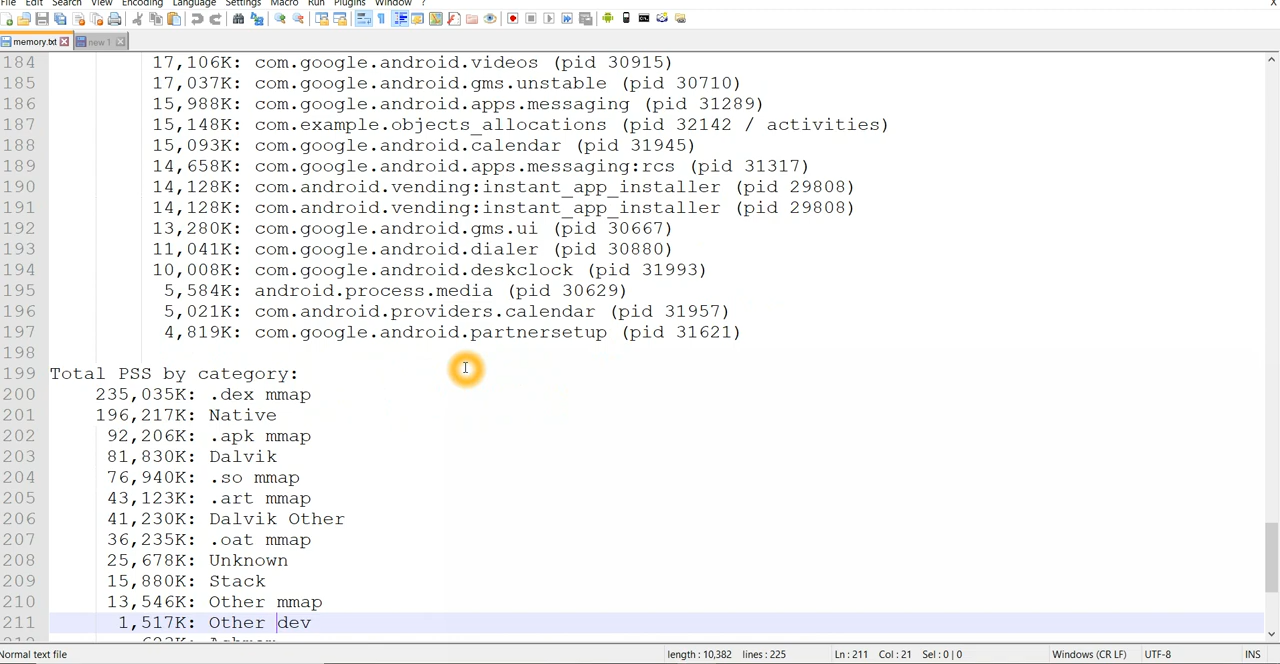 File Edit Search View Encoding Language Settings Macro Run Plugins Window ?
X
memory.txt new 1
184 17,106K: com.google.android.videos (pid 30915)
185 17,037K: com.google.android.gms.unstable (pid 30710)
186 15,988K: com.google.android.apps.messaging (pid 31289)
187 15,148K: com.example.objects_allocations (pid 32142 / activities)
188 15,093K: com.google.android.calendar (pid 31945)
189 14,658K: com.google.android.apps.messaging:rcs (pid 31317)
190 14,128K: com.android.vending:instant_app_installer (pid 29808)
191 14,128K: com.android.vending:instant_app_installer (pid 29808)
192 13,280K: com.google.android.gms.ui (pid 30667)
193 11,041K: com.google.android.dialer (pid 30880)
194 10,008K: com.google.android.deskclock (pid 31993)
195 5,584K: android.process.media (pid 30629)
196 5,021K: com.android.providers.calendar (pid 31957)
197 4,819K: com.google.android.partnersetup (pid 31621)
198
199 Total PSS by category:
200 235,035K: .dex mmap
201 196,217K: Native
202 92,206K: .apk mmap
203 81,830K: Dalvik
204 76,940K: .so mmap
205 43,123K: .art mmap
206 41,230K: Dalvik Other
207 36,235K: .oat mmap
208 25,678K: Unknown
209 15,880K: Stack
210 13,546K: Other mmap
211 1,517K: Other dev
Normal text file length : 10,382 lines : 225 Ln : 211 Col : 21 Sel : 0 | 0 Windows (CR LF) UTF-8 INS